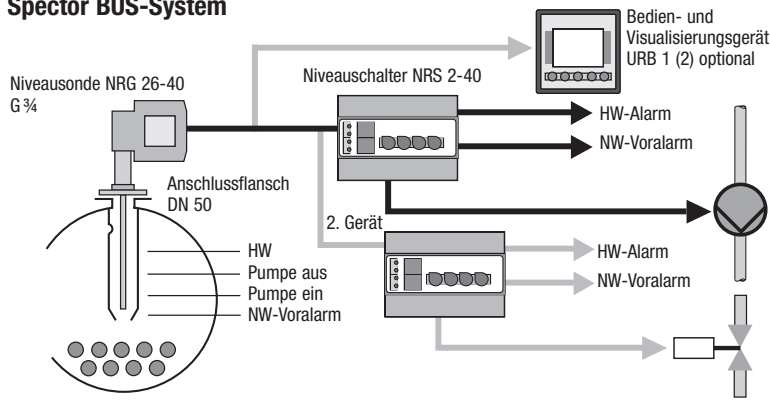 Spector BUS-System
Bedien- und
Visualisierungsgerät
URB 1 (2) optional
Niveausonde NRG 26-40
G ¾
Niveauschalter NRS 2-40
HW-Alarm
NW-Voralarm
Anschlussflansch
DN 50
2. Gerät
HW
Pumpe aus
Pumpe ein
NW-Voralarm
HW-Alarm
NW-Voralarm